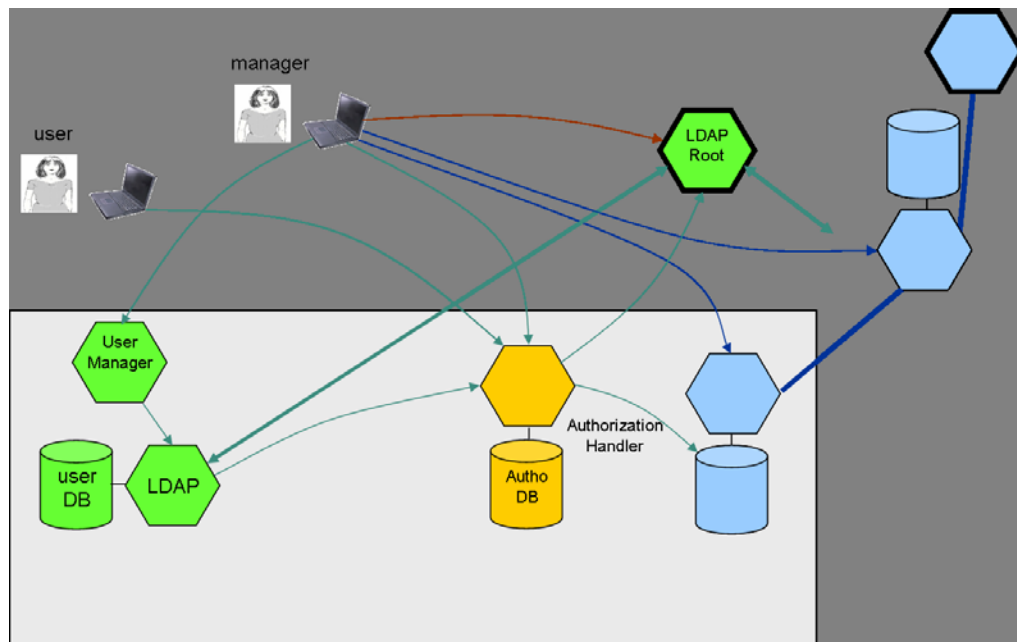 manager
user
LDAP
Root
User
Manager
Authorization
Handler
user
DB
LDAP
Autho
DB